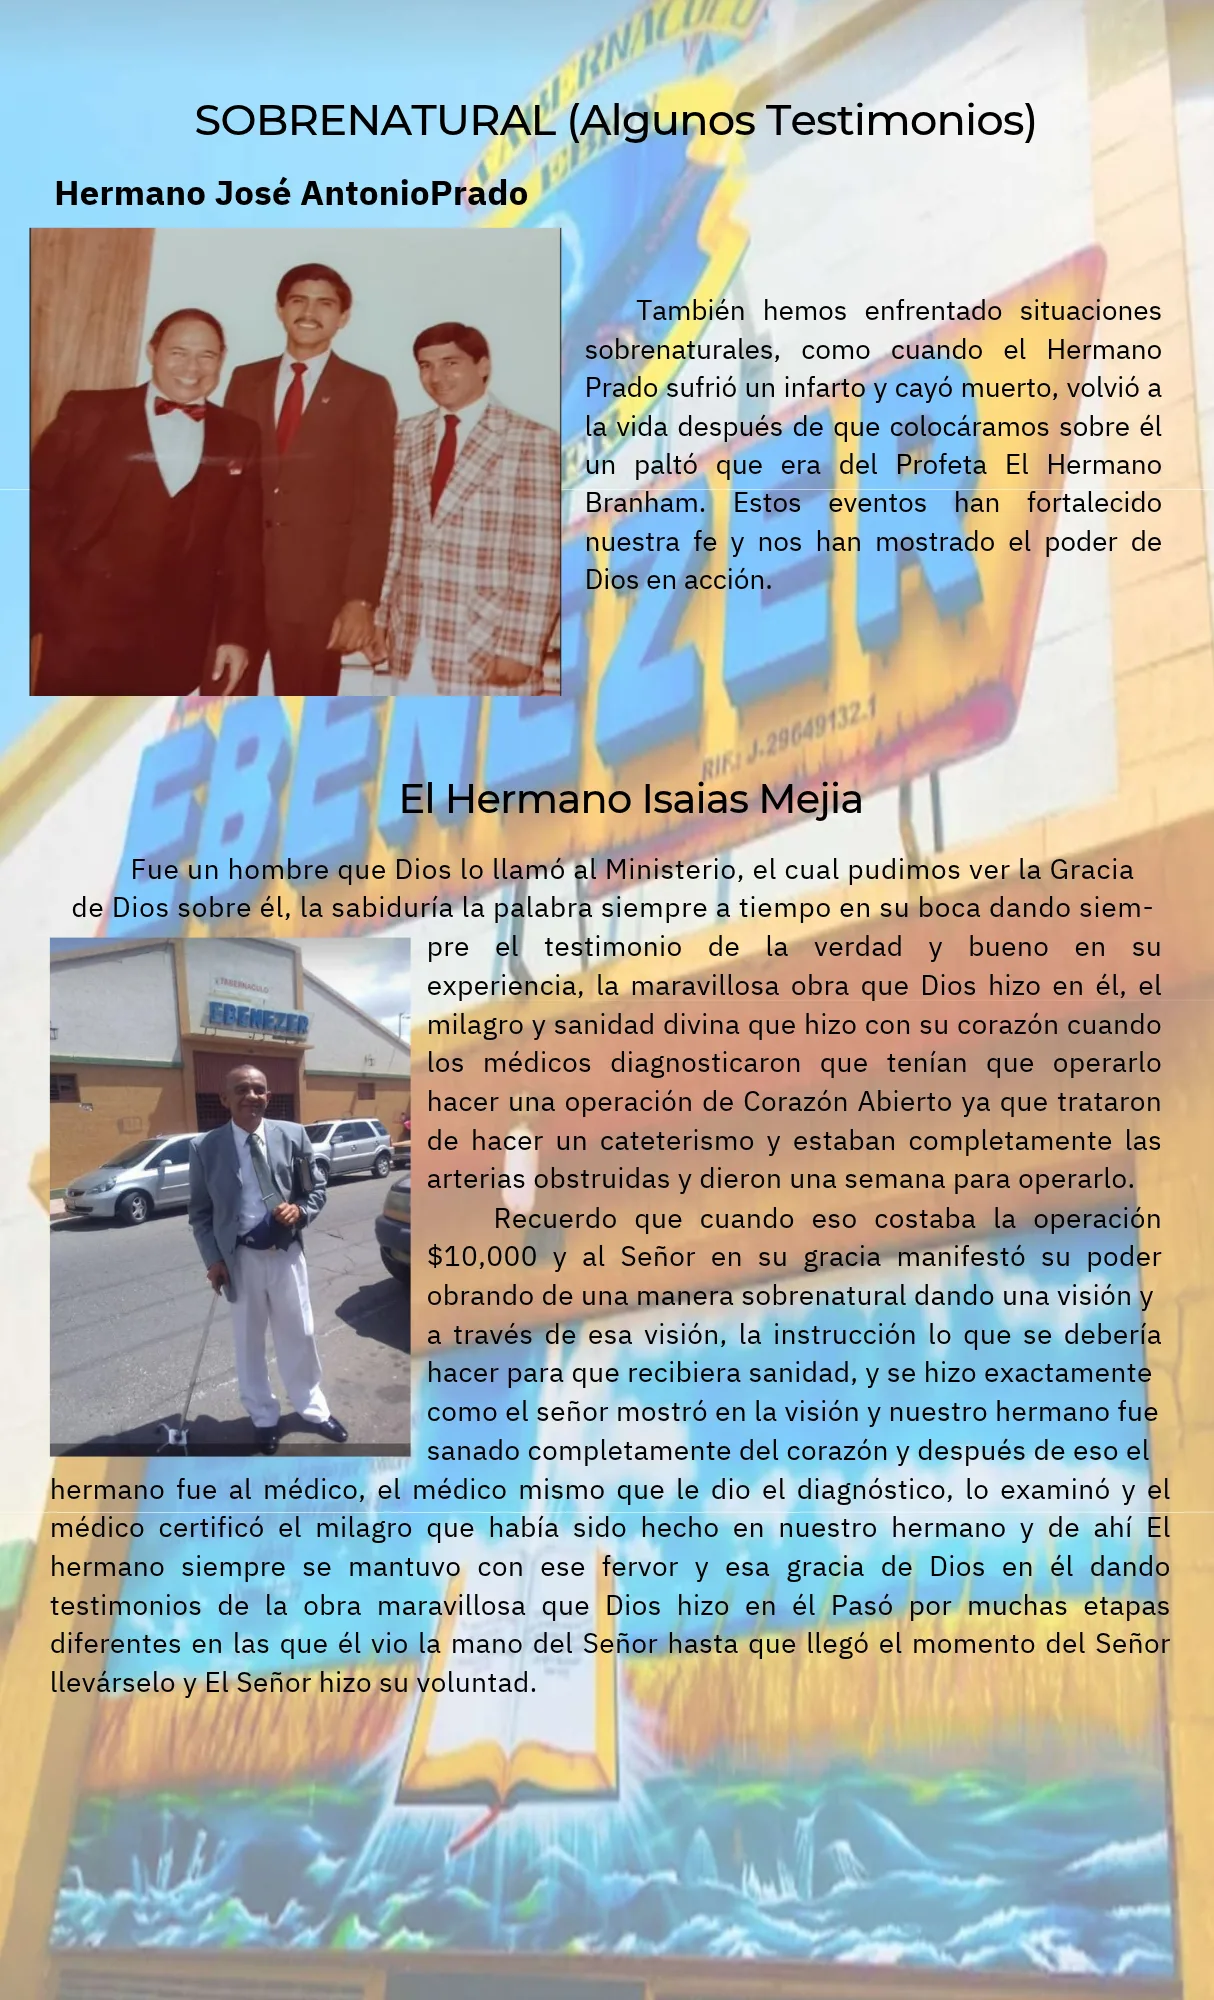 TABERNACULO
SOBRENATURAL (Algunos Testimonios)
Hermano José AntonioPrado
También hemos enfrentado situaciones
sobrenaturales, como cuando el Hermano
Prado sufrió un infarto y cayó muerto, volvió a
la vida después de que colocáramos sobre él
un paltó que era del Profeta El Hermano
Branham. Estos eventos han fortalecido
nuestra fe y nos han mostrado el poder de
Dios en acción.
EBENEZER
RIF: J-29649132.1
El Hermano Isaias Mejia
Fue un hombre que Dios lo llamó al Ministerio, el cual pudimos ver la Gracia
de Dios sobre él, la sabiduría la palabra siempre a tiempo en su boca dando siem-
pre el testimonio de la verdad y bueno en su
experiencia, la maravillosa obra que Dios hizo en él, el
milagro y sanidad divina que hizo con su corazón cuando
los médicos diagnosticaron que tenían que operarlo
hacer una operación de Corazón Abierto ya que trataron
de hacer un cateterismo y estaban completamente las
arterias obstruidas y dieron una semana para operarlo.
TABERNACULO
EBENEZER
Recuerdo que cuando eso costaba la operación
$10,000 y al Señor en su gracia manifestó su poder
obrando de una manera sobrenatural dando una visión y
a través de esa visión, la instrucción lo que se debería
hacer para que recibiera sanidad, y se hizo exactamente
como el señor mostró en la visión y nuestro hermano fue
sanado completamente del corazón y después de eso el
hermano fue al médico, el médico mismo que le dio el diagnóstico, lo examinó y el
médico certificó el milagro que había sido hecho en nuestro hermano y de ahí El
hermano siempre se mantuvo con ese fervor y esa gracia de Dios en él dando
testimonios de la obra maravillosa que Dios hizo en él Pasó por muchas etapas
diferentes en las que él vio la mano del Señor hasta que llegó el momento del Señor
llevárselo y El Señor hizo su voluntad.